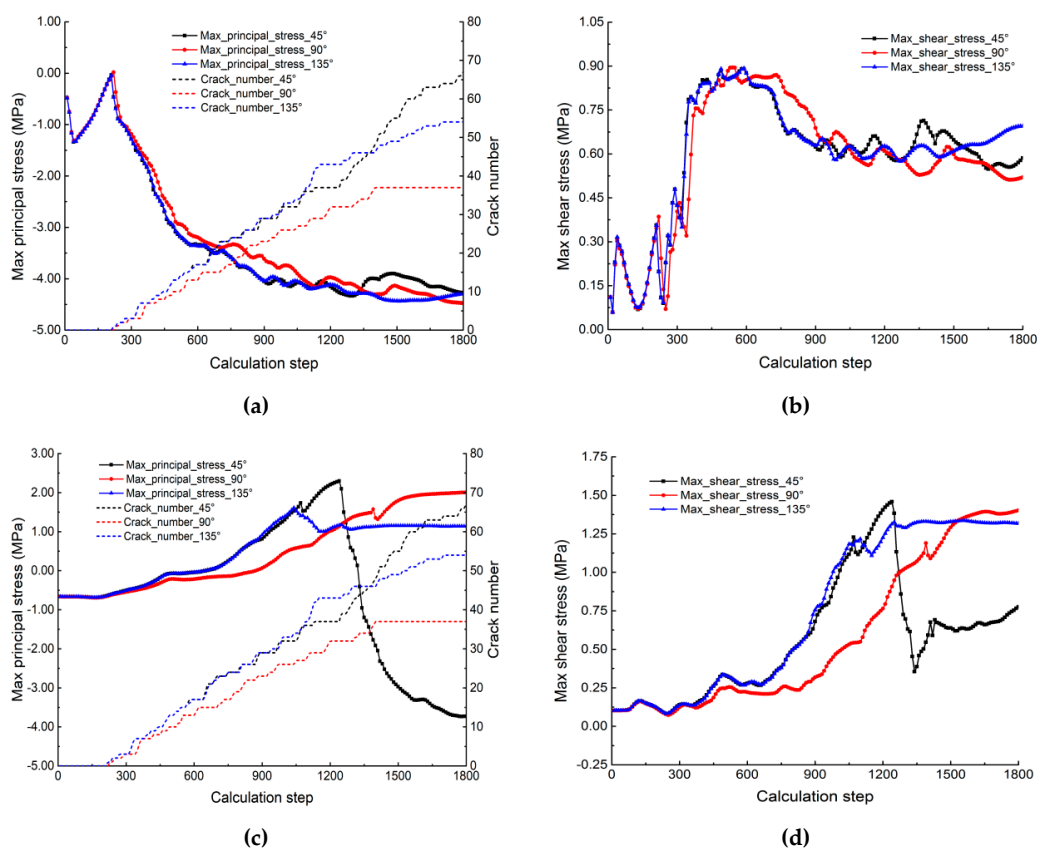 Max principal stress (MPa)
1.00
0.00
-1.00
-2.00
-3.00
-4.00
-5.00
Max_principal_stress_45°
Max_principal_stress_90°
Max_principal_stress_135°
Crack_number_45°
Crack_number_90°
Crack_number_135°
80
70
60
50
40
30
20
10
0
Crack number
0 300 600 900 1200 1500 1800
Calculation step
(a)
Max shear stress (MPa)
1.05
0.90
0.75
0.60
0.45
0.30
0.15
0.00
Max_shear_stress_45°
Max_shear_stress_90°
Max_shear_stress_135°
0 300 600 900 1200 1500 1800
Calculation step
(b)
Max principal stress (MPa)
3.00
2.00
1.00
0.00
-1.00
-2.00
-3.00
-4.00
-5.00
Max_principal_stress_45°
Max_principal_stress_90°
Max_principal_stress_135°
Crack_number_45°
Crack_number_90°
Crack_number_135°
80
70
60
50
40
30
20
10
0
Crack number
0 300 600 900 1200 1500 1800
Calculation step
(c)
Max shear stress (MPa)
1.75
1.50
1.25
1.00
0.75
0.50
0.25
0.00
-0.25
Max_shear_stress_45°
Max_shear_stress_90°
Max_shear_stress_135°
0 300 600 900 1200 1500 1800
Calculation step
(d)